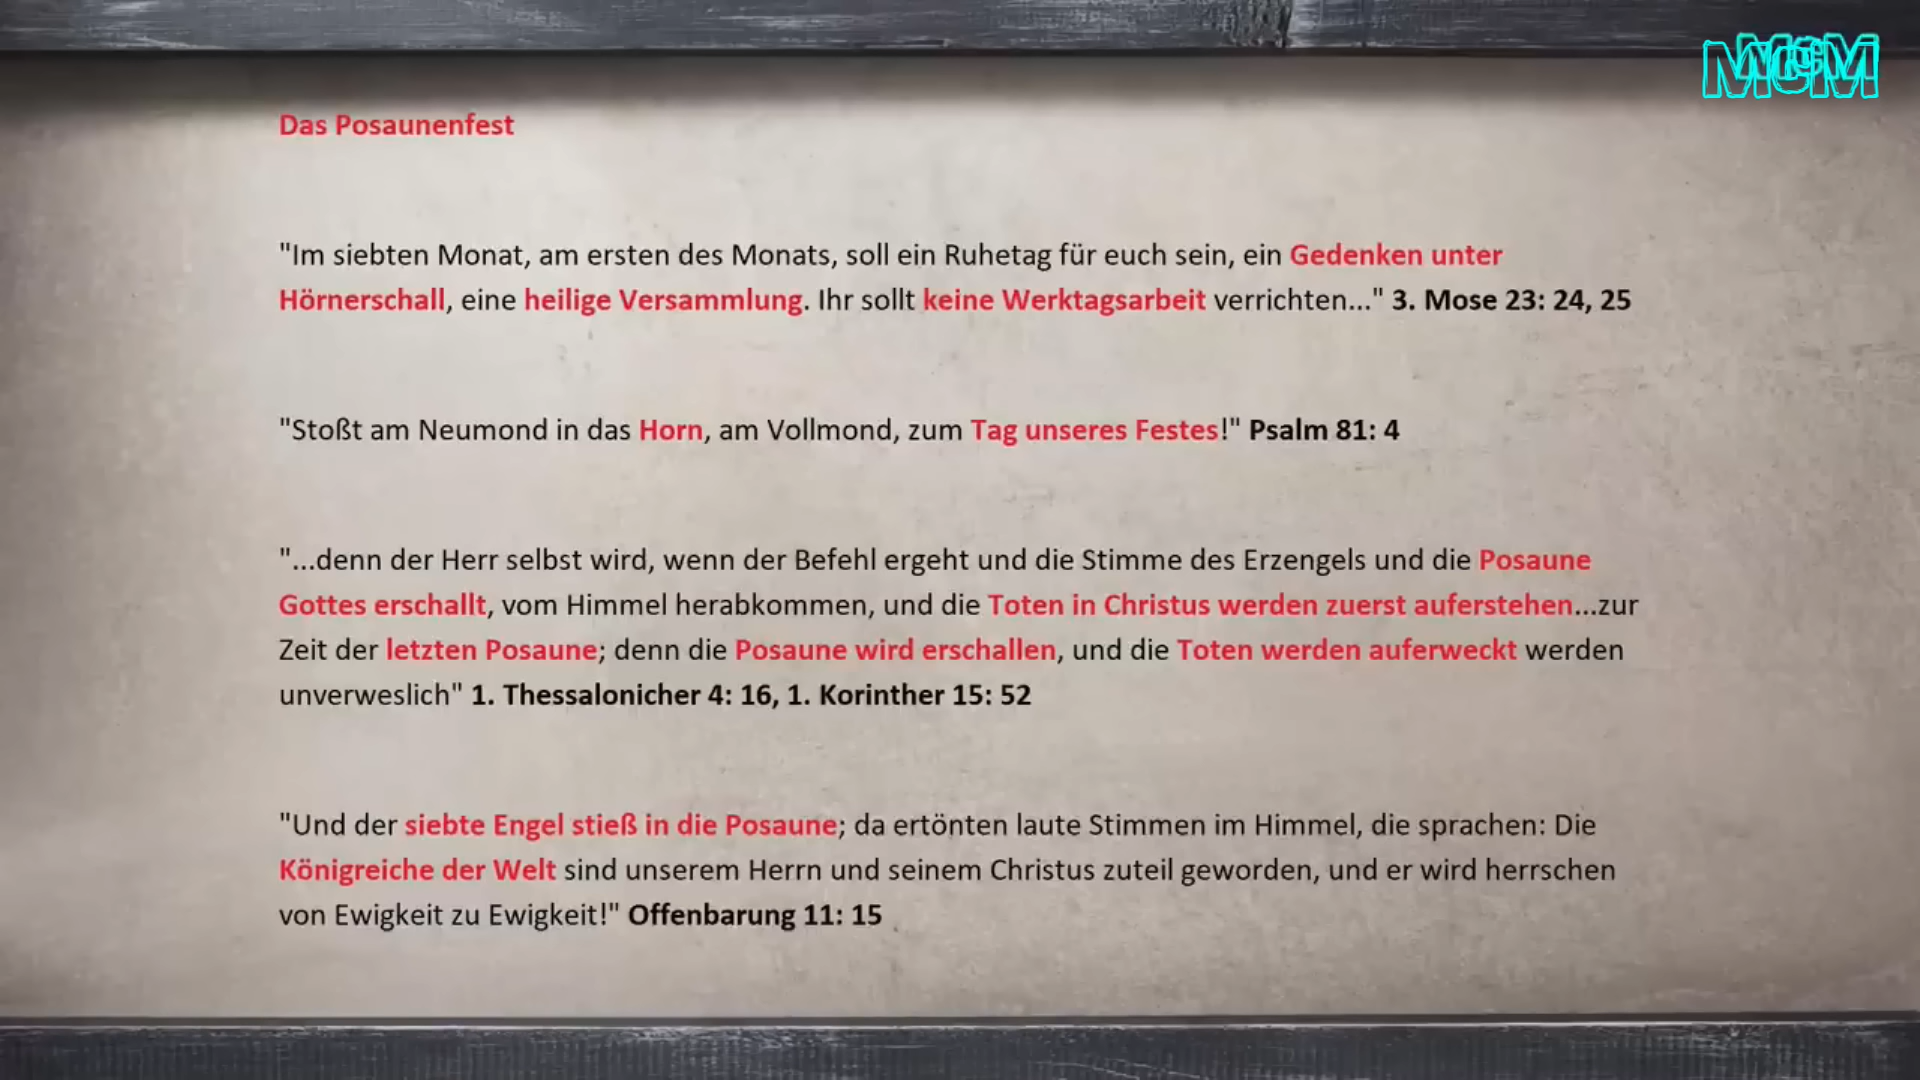 Das Posaunenfest
"Im siebten Monat, am ersten des Monats, soll ein Ruhetag für euch sein, ein Gedenken unter
Hörnerschall, eine heilige Versammlung. Ihr sollt keine Werktagsarbeit verrichten..." 3. Mose 23: 24, 25
"Stoßt am Neumond in das Horn, am Vollmond, zum Tag unseres Festes!" Psalm 81: 4
"...denn der Herr selbst wird, wenn der Befehl ergeht und die Stimme des Erzengels und die Posaune
Gottes erschallt, vom Himmel herabkommen, und die Toten in Christus werden zuerst auferstehen...zur
Zeit der letzten Posaune; denn die Posaune wird erschallen, und die Toten werden auferweckt werden
unverweslich" 1. Thessalonicher 4: 16, 1. Korinther 15: 52
"Und der siebte Engel stieß in die Posaune; da ertönten laute Stimmen im Himmel, die sprachen: Die
Königreiche der Welt sind unserem Herrn und seinem Christus zuteil geworden, und er wird herrschen
von Ewigkeit zu Ewigkeit!" Offenbarung 11: 15